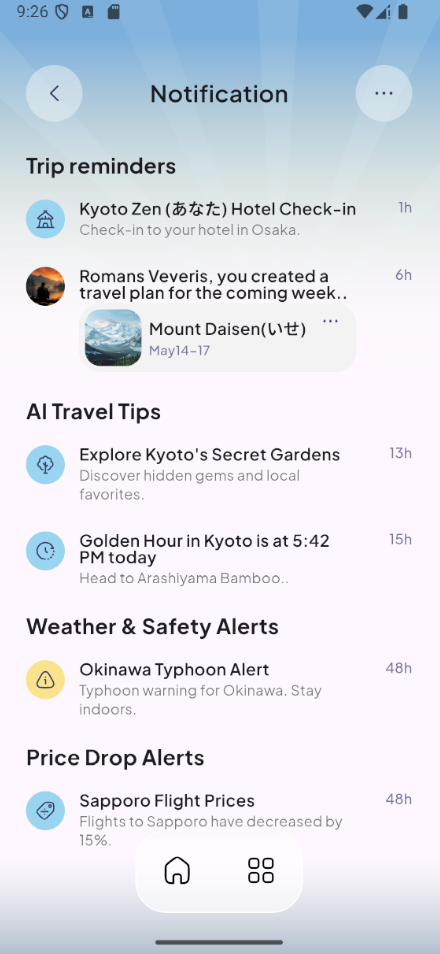 9:26
Notification
Trip reminders
Kyoto Zen (あなた) Hotel Check-in
1h
Check-in to your hotel in Osaka.
Romans Veveris, you created a
6h
travel plan for the coming week..
Mount Daisen(いせ)
May14-17
AI Travel Tips
Explore Kyoto's Secret Gardens
13h
Discover hidden gems and local
favorites.
Golden Hour in Kyoto is at 5:42
15h
PM today
Head to Arashiyama Bamboo..
Weather & Safety Alerts
Okinawa Typhoon Alert
48h
Typhoon warning for Okinawa. Stay
indoors.
Price Drop Alerts
Sapporo Flight Prices
48h
Flights to Sapporo have decreased by
15%.